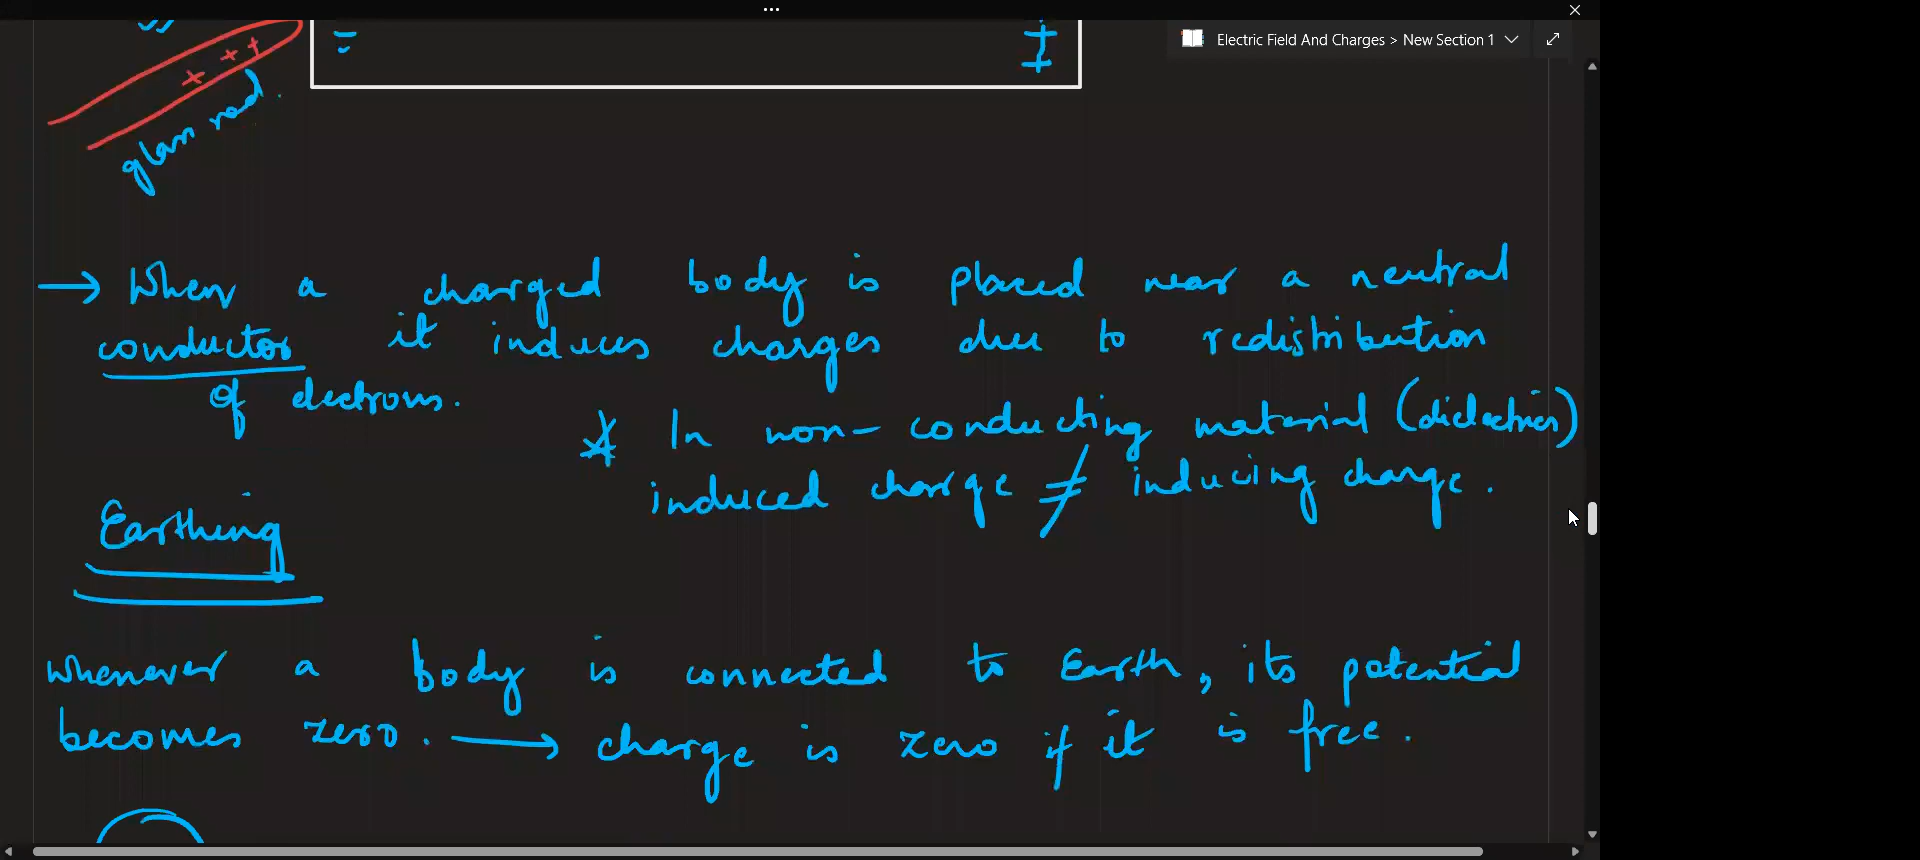 Electric Field And Charges > New Section 1
=
glass rod.
→ When a charged body is placed near a neutral
conductor it induces charges due to redistribution
of electrons.
* In non-conducting material (dielectrics)
induced charge ≠ inducing charge.
Earthing
whenever a body is connected to Earth, its potential
becomes zero. → charge is zero if it is free.